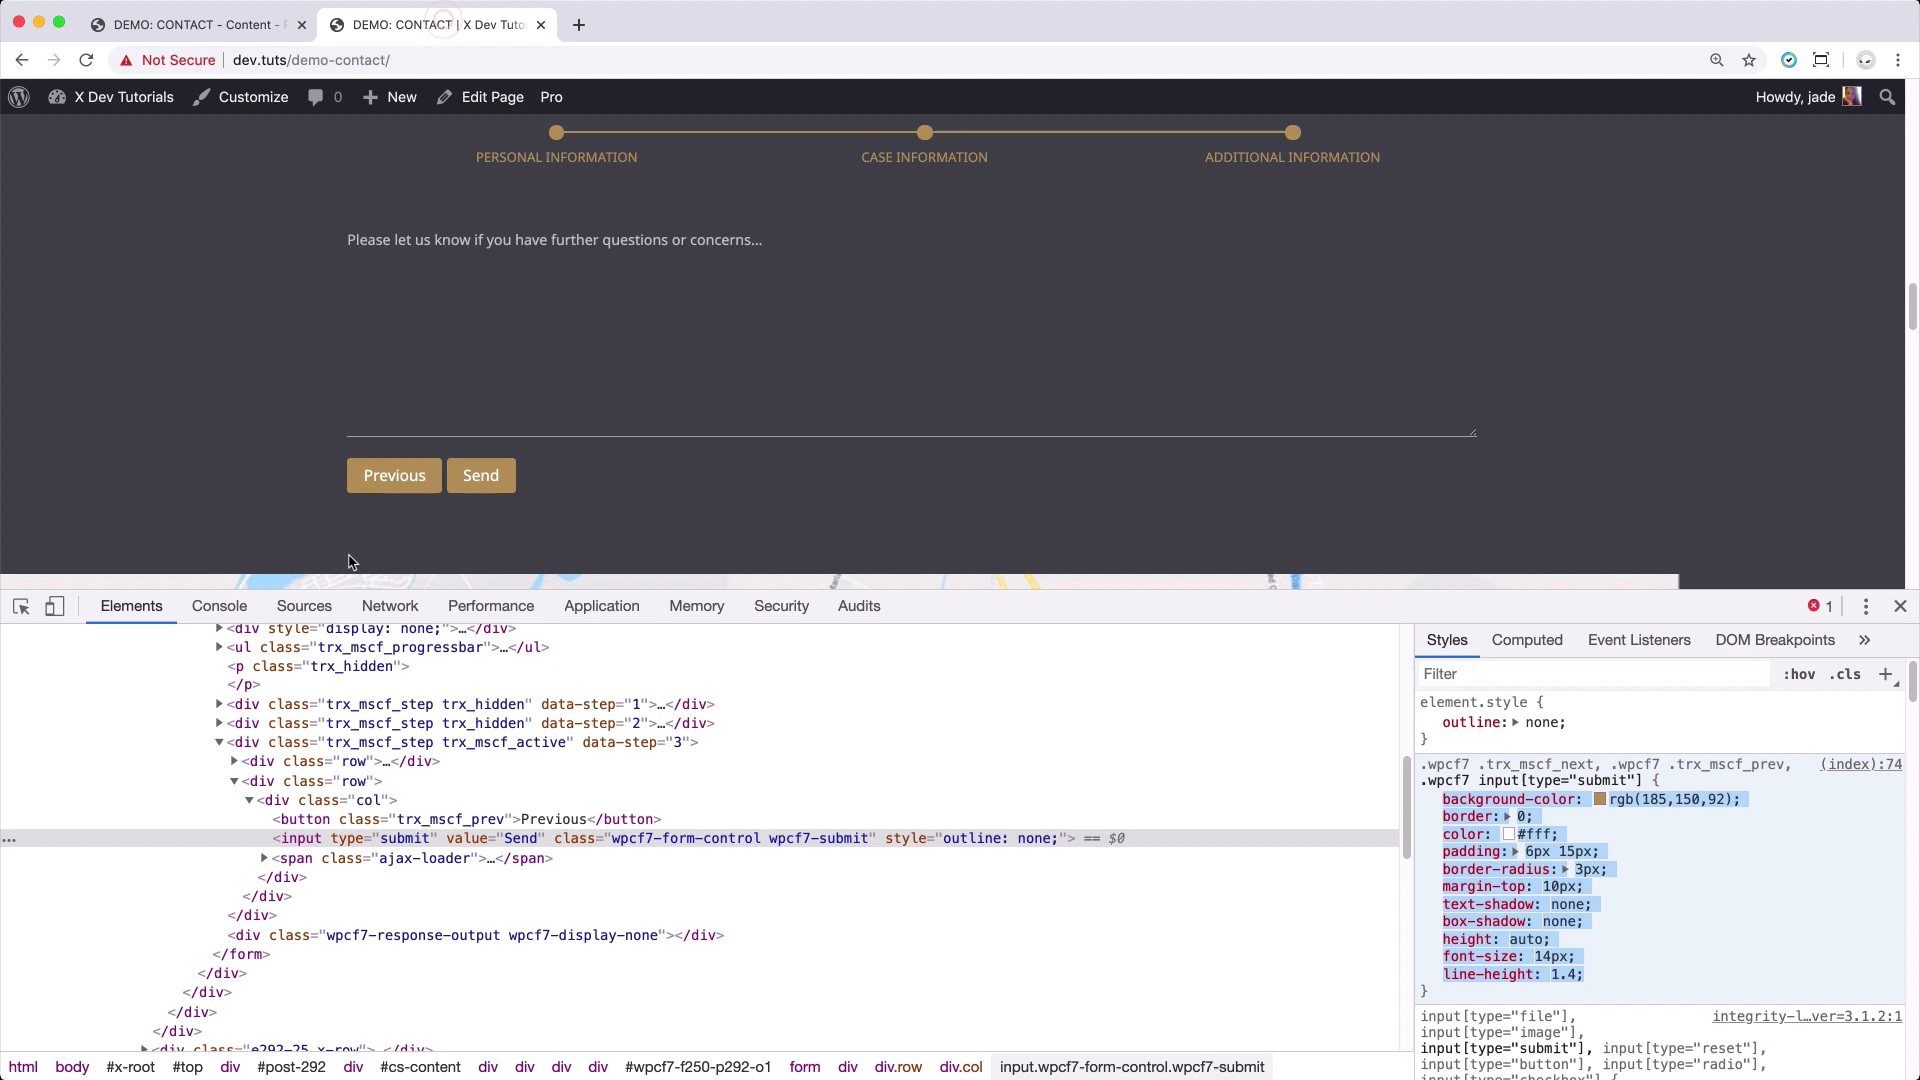 DEMO: CONTACT - Content - P
DEMO: CONTACT | X Dev Tuto
Not Secure
dev.tuts/demo-contact/
X Dev Tutorials
Customize
0
New
Edit Page
Pro
Howdy, jade
PERSONAL INFORMATION
CASE INFORMATION
ADDITIONAL INFORMATION
Please let us know if you have further questions or concerns...
Previous
Send
Elements
Console
Sources
Network
Performance
Application
Memory
Security
Audits
1
<div style="display: none;">…</div>
<ul class="trx_mscf_progressbar">…</ul>
<p class="trx_hidden">
</p>
<div class="trx_mscf_step trx_hidden" data-step="1">…</div>
<div class="trx_mscf_step trx_hidden" data-step="2">…</div>
<div class="trx_mscf_step trx_mscf_active" data-step="3">
<div class="row">…</div>
<div class="row">
<div class="col">
<button class="trx_mscf_prev">Previous</button>
… <input type="submit" value="Send" class="wpcf7-form-control wpcf7-submit" style="outline: none;"> == $0
<span class="ajax-loader">…</span>
</div>
</div>
</div>
<div class="wpcf7-response-output wpcf7-display-none"></div>
</form>
</div>
</div>
</div>
</div>
<div class="e292-25 x-row">…</div>
html body #x-root #top div #post-292 div #cs-content div div div div #wpcf7-f250-p292-o1 form div div.row div.col input.wpcf7-form-control.wpcf7-submit
Styles
Computed
Event Listeners
DOM Breakpoints
»
Filter
:hov
.cls
element.style {
outline: none;
}
.wpcf7 .trx_mscf_next, .wpcf7 .trx_mscf_prev, (index):74
.wpcf7 input[type="submit"] {
background-color: rgb(185,150,92);
border: 0;
color: #fff;
padding: 6px 15px;
border-radius: 3px;
margin-top: 10px;
text-shadow: none;
box-shadow: none;
height: auto;
font-size: 14px;
line-height: 1.4;
}
input[type="file"], integrity-l…ver=3.1.2:1
input[type="image"],
input[type="submit"], input[type="reset"],
input[type="button"], input[type="radio"],
input[type="checkbox"] {